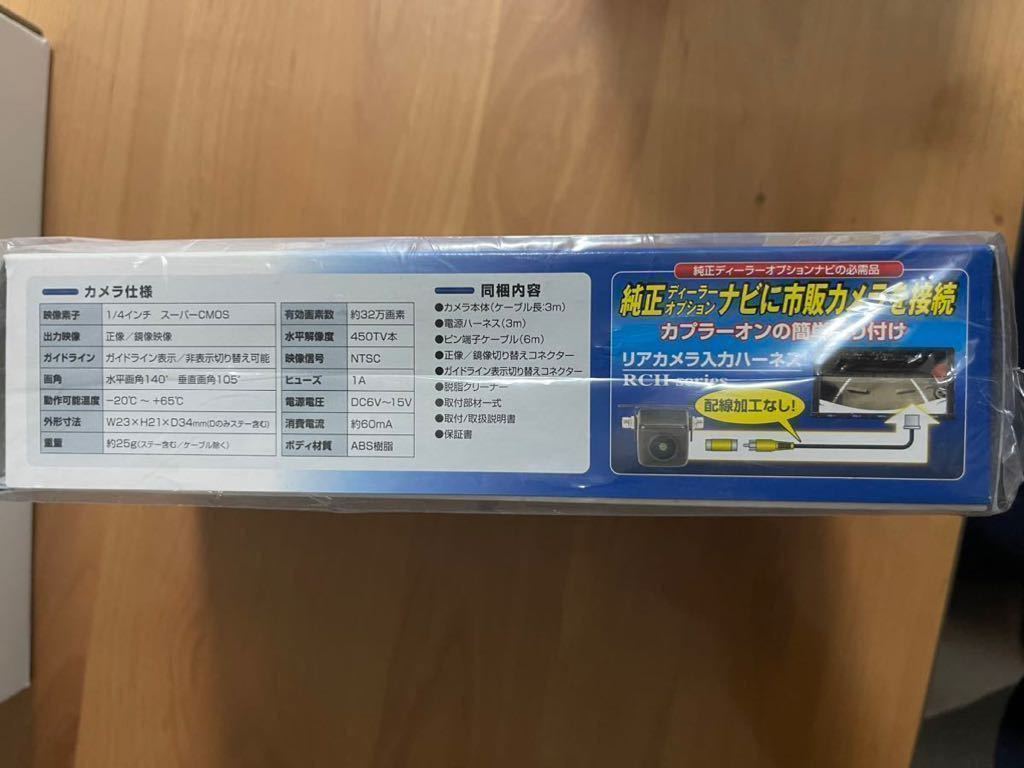 カメラ仕様
映像素子 1/4インチ スーパーCMOS
出力映像 正像/鏡像映像
ガイドライン ガイドライン表示/非表示切り替え可能
画角 水平画角140° 垂直画角105°
動作可能温度 -20℃ ～ +65℃
外形寸法 W23×H21×D34mm(Dのみステー含む)
重量 約25g(ステー含む/ケーブル除く)
有効画素数 約32万画素
水平解像度 450TV本
映像信号 NTSC
ヒューズ 1A
電源電圧 DC6V～15V
消費電流 約60mA
ボディ材質 ABS樹脂
同梱内容
●カメラ本体(ケーブル長:3m)
●電源ハーネス(3m)
●ピン端子ケーブル(6m)
●正像/鏡像切り替えコネクター
●ガイドライン表示切り替えコネクター
●脱脂クリーナー
●取付部材一式
●取付/取扱説明書
●保証書
純正ディーラーオプションナビの必需品
純正ディーラーオプションナビに市販カメラを接続
カプラーオンの簡単取り付け
リアカメラ入力ハーネス
RCH series
配線加工なし!